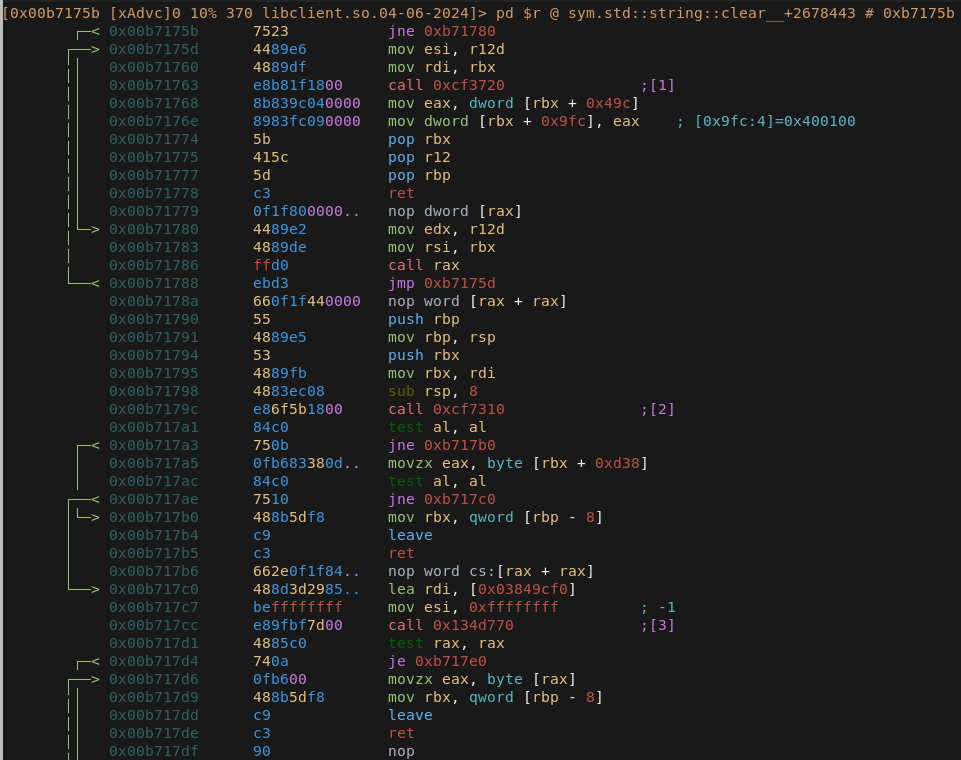 [0x00b7175b [xAdvc]0 10% 370 libclient.so.04-06-2024]> pd $r @ sym.std::string::clear__+2678443 # 0xb7175b
< 0x00b7175b 7523 jne 0xb71780
> 0x00b7175d 4489e6 mov esi, r12d
0x00b71760 4889df mov rdi, rbx
0x00b71763 e8b81f1800 call 0xcf3720 ;[1]
0x00b71768 8b839c040000 mov eax, dword [rbx + 0x49c]
0x00b7176e 8983fc090000 mov dword [rbx + 0x9fc], eax ; [0x9fc:4]=0x400100
0x00b71774 5b pop rbx
0x00b71775 415c pop r12
0x00b71777 5d pop rbp
0x00b71778 c3 ret
0x00b71779 0f1f800000.. nop dword [rax]
> 0x00b71780 4489e2 mov edx, r12d
0x00b71783 4889de mov rsi, rbx
0x00b71786 ffd0 call rax
< 0x00b71788 ebd3 jmp 0xb7175d
0x00b7178a 660f1f440000 nop word [rax + rax]
0x00b71790 55 push rbp
0x00b71791 4889e5 mov rbp, rsp
0x00b71794 53 push rbx
0x00b71795 4889fb mov rbx, rdi
0x00b71798 4883ec08 sub rsp, 8
0x00b7179c e86f5b1800 call 0xcf7310 ;[2]
0x00b717a1 84c0 test al, al
< 0x00b717a3 750b jne 0xb717b0
0x00b717a5 0fb683380d.. movzx eax, byte [rbx + 0xd38]
0x00b717ac 84c0 test al, al
< 0x00b717ae 7510 jne 0xb717c0
> 0x00b717b0 488b5df8 mov rbx, qword [rbp - 8]
0x00b717b4 c9 leave
0x00b717b5 c3 ret
0x00b717b6 662e0f1f84.. nop word cs:[rax + rax]
> 0x00b717c0 488d3d2985.. lea rdi, [0x03849cf0]
0x00b717c7 beffffffff mov esi, 0xffffffff ; -1
0x00b717cc e89fbf7d00 call 0x134d770 ;[3]
0x00b717d1 4885c0 test rax, rax
< 0x00b717d4 740a je 0xb717e0
> 0x00b717d6 0fb600 movzx eax, byte [rax]
0x00b717d9 488b5df8 mov rbx, qword [rbp - 8]
0x00b717dd c9 leave
0x00b717de c3 ret
0x00b717df 90 nop